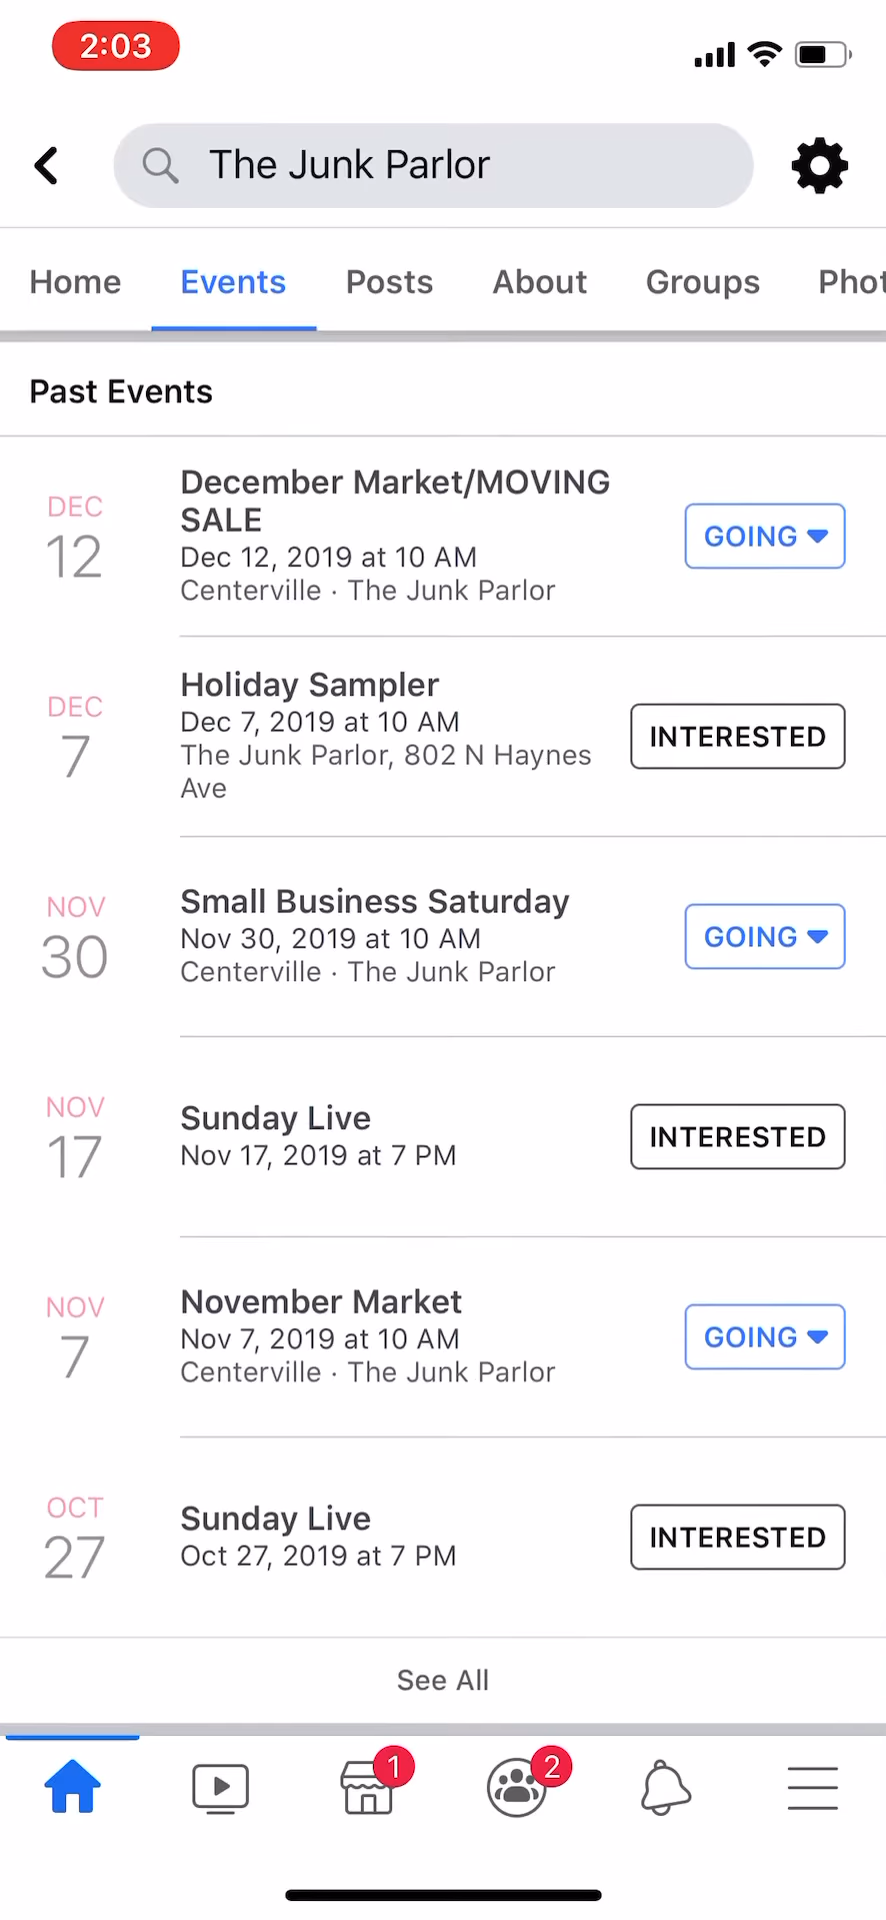 2:03
The Junk Parlor
Home Events Posts About Groups Phot
Past Events
DEC
12
December Market/MOVING
SALE
Dec 12, 2019 at 10 AM
Centerville · The Junk Parlor
GOING
DEC
7
Holiday Sampler
Dec 7, 2019 at 10 AM
The Junk Parlor, 802 N Haynes
Ave
INTERESTED
NOV
30
Small Business Saturday
Nov 30, 2019 at 10 AM
Centerville · The Junk Parlor
GOING
NOV
17
Sunday Live
Nov 17, 2019 at 7 PM
INTERESTED
NOV
7
November Market
Nov 7, 2019 at 10 AM
Centerville · The Junk Parlor
GOING
OCT
27
Sunday Live
Oct 27, 2019 at 7 PM
INTERESTED
See All
1
2